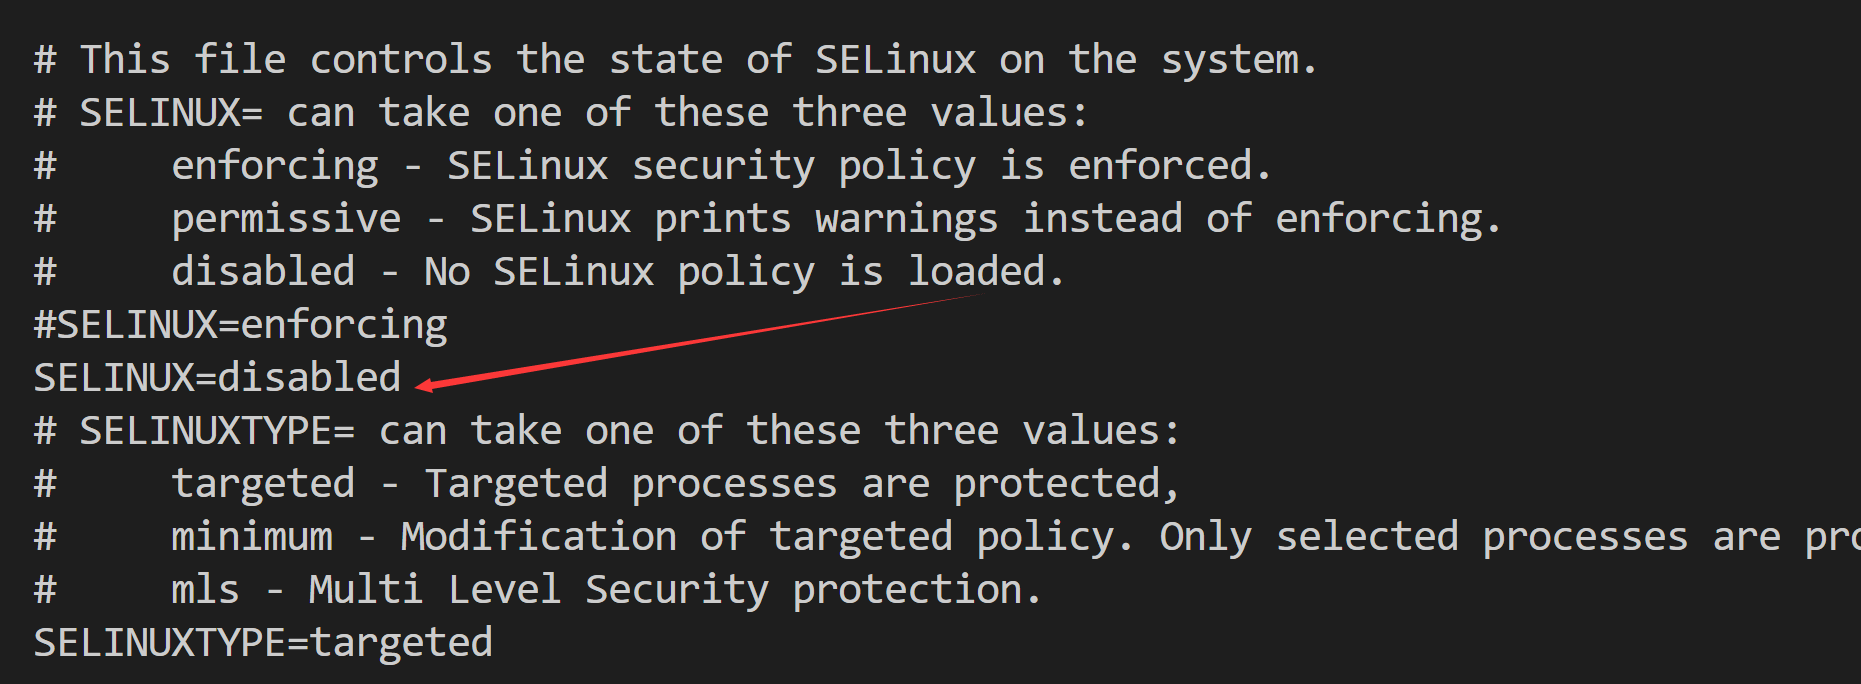 # This file controls the state of SELinux on the system.
# SELINUX= can take one of these three values:
#     enforcing - SELinux security policy is enforced.
#     permissive - SELinux prints warnings instead of enforcing.
#     disabled - No SELinux policy is loaded.
#SELINUX=enforcing
SELINUX=disabled
# SELINUXTYPE= can take one of these three values:
#     targeted - Targeted processes are protected,
#     minimum - Modification of targeted policy. Only selected processes are
#     mls - Multi Level Security protection.
SELINUXTYPE=targeted